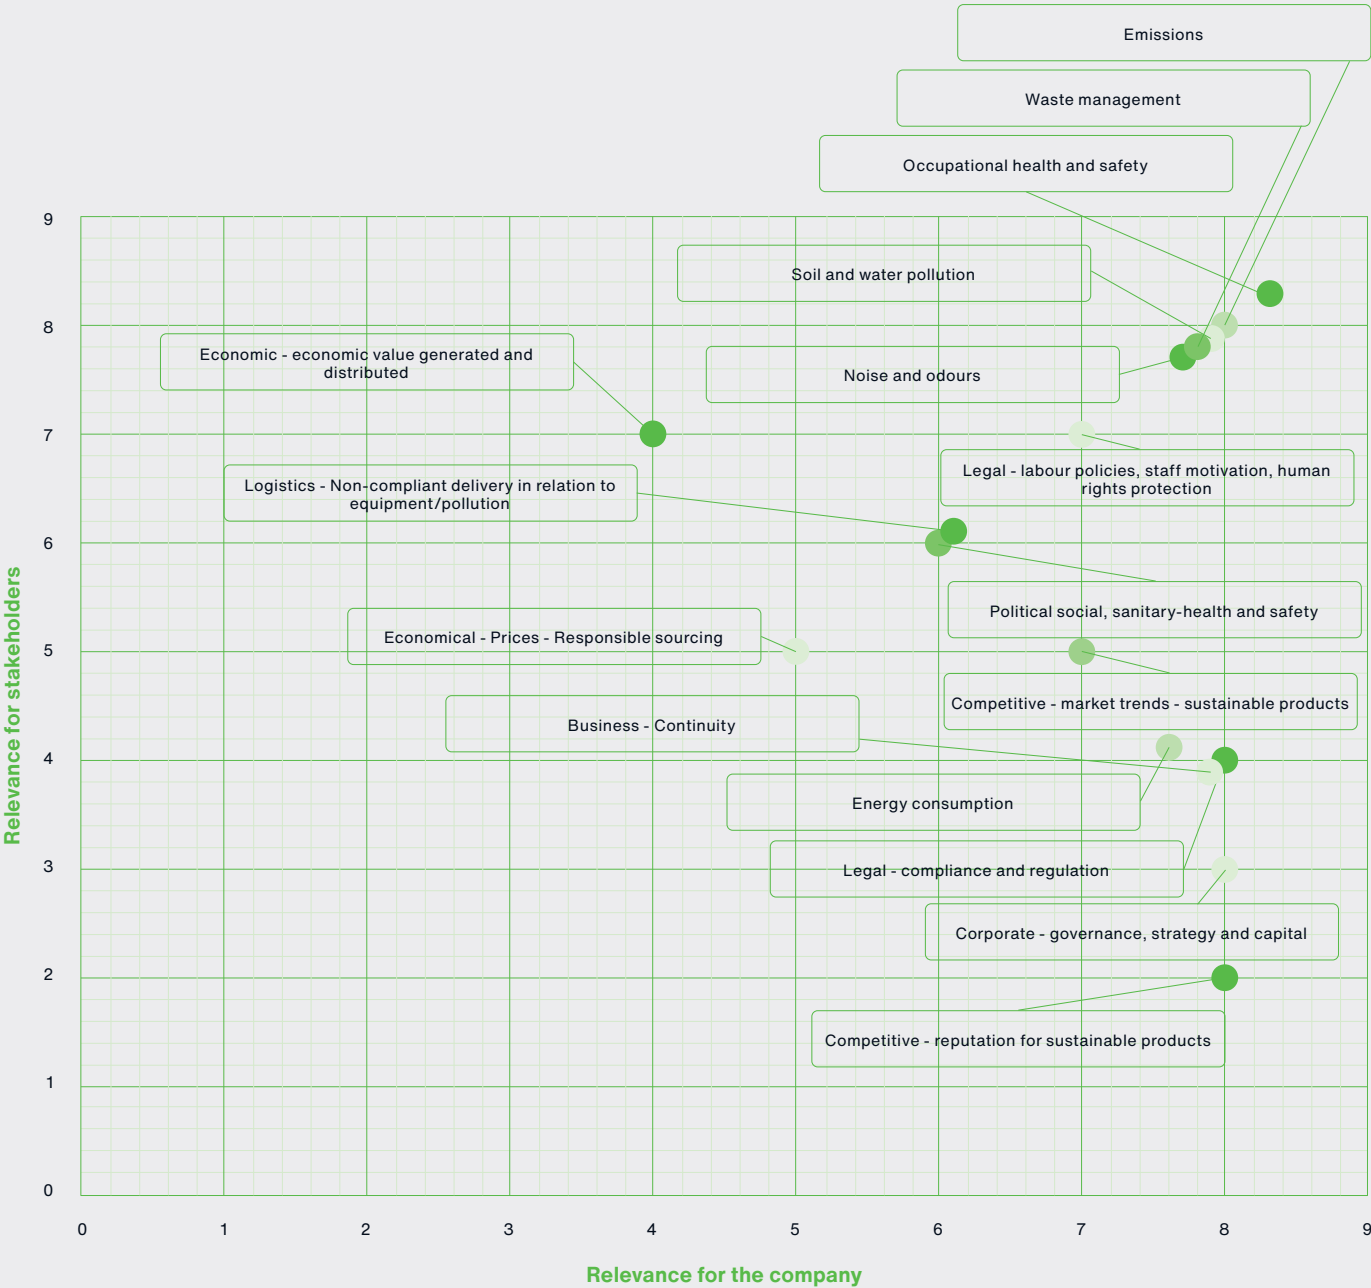 Emissions
Waste management
Occupational health and safety
9
Soil and water pollution
8
Economic - economic value generated and
distributed
Noise and odours
7
Legal - labour policies, staff motivation, human
rights protection
Logistics - Non-compliant delivery in relation to
equipment/pollution
6
Political social, sanitary-health and safety
Economical - Prices - Responsible sourcing
5
Competitive - market trends - sustainable products
Business - Continuity
4
Energy consumption
Legal - compliance and regulation
3
Corporate - governance, strategy and capital
2
Competitive - reputation for sustainable products
1
0
Relevance for stakeholders
0 1 2 3 4 5 6 7 8 9
Relevance for the company